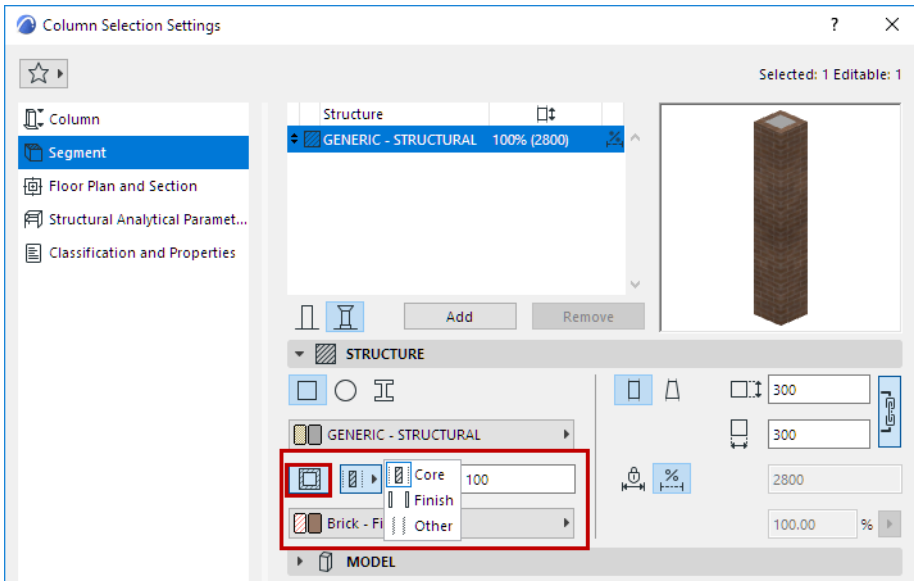 Column Selection Settings
?
Selected: 1 Editable: 1
Column
Segment
Floor Plan and Section
Structural Analytical Paramet...
Classification and Properties
Structure
GENERIC - STRUCTURAL 100% (2800)
Add
Remove
STRUCTURE
300
GENERIC - STRUCTURAL
300
Core
100
Finish
%
2800
Brick - Fi
Other
100.00 %
MODEL